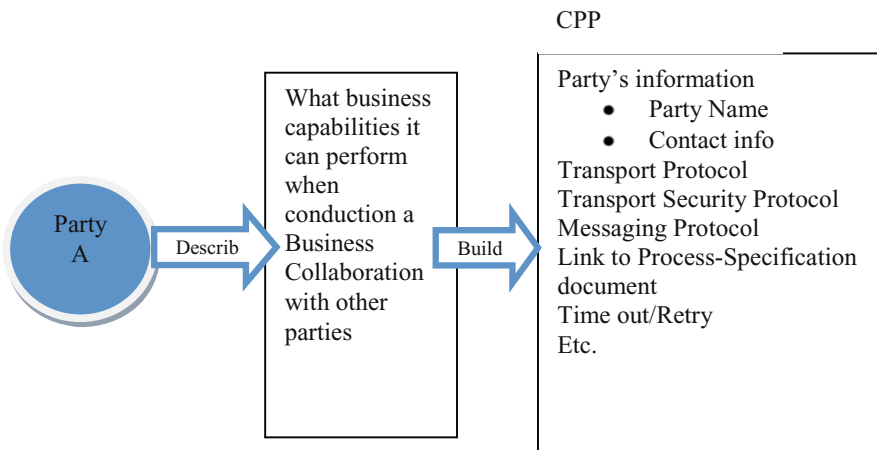 CPP
Party
A
Describ
What business
capabilities it
can perform
when
conduction a
Business
Collaboration
with other
parties
Build
Party's information
• Party Name
• Contact info
Transport Protocol
Transport Security Protocol
Messaging Protocol
Link to Process-Specification
document
Time out/Retry
Etc.